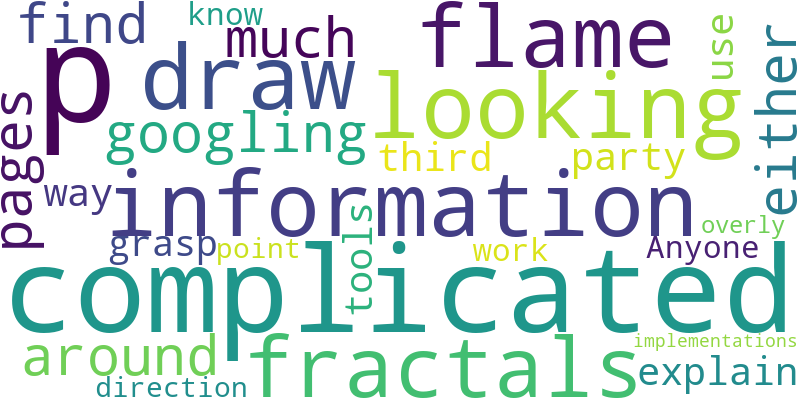 find
know
much
flame
use
either
p
draw
looking
googling
third
party
pages
way
information
grasp
point
tools
work
Anyone
overly
complicated
around
fractals
implementations
explain
direction